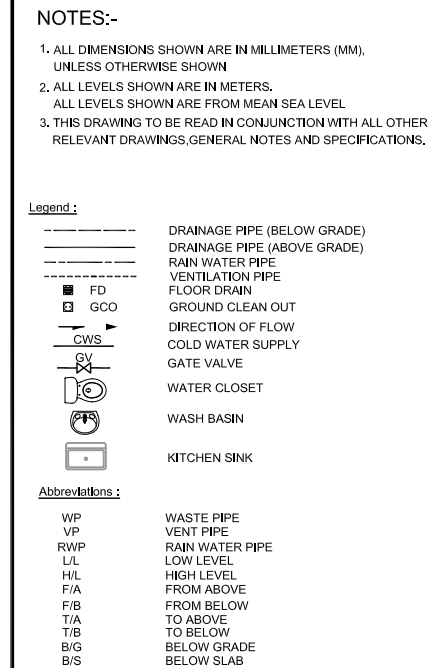 NOTES:-
1. ALL DIMENSIONS SHOWN ARE IN MILLIMETERS (MM),
UNLESS OTHERWISE SHOWN
2. ALL LEVELS SHOWN ARE IN METERS.
ALL LEVELS SHOWN ARE FROM MEAN SEA LEVEL
3. THIS DRAWING TO BE READ IN CONJUNCTION WITH ALL OTHER
RELEVANT DRAWINGS,GENERAL NOTES AND SPECIFICATIONS.
Legend :
DRAINAGE PIPE (BELOW GRADE)
DRAINAGE PIPE (ABOVE GRADE)
RAIN WATER PIPE
VENTILATION PIPE
FD FLOOR DRAIN
GCO GROUND CLEAN OUT
DIRECTION OF FLOW
CWS COLD WATER SUPPLY
GV GATE VALVE
WATER CLOSET
WASH BASIN
KITCHEN SINK
Abbreviations :
WP WASTE PIPE
VP VENT PIPE
RWP RAIN WATER PIPE
L/L LOW LEVEL
H/L HIGH LEVEL
F/A FROM ABOVE
F/B FROM BELOW
T/A TO ABOVE
T/B TO BELOW
B/G BELOW GRADE
B/S BELOW SLAB